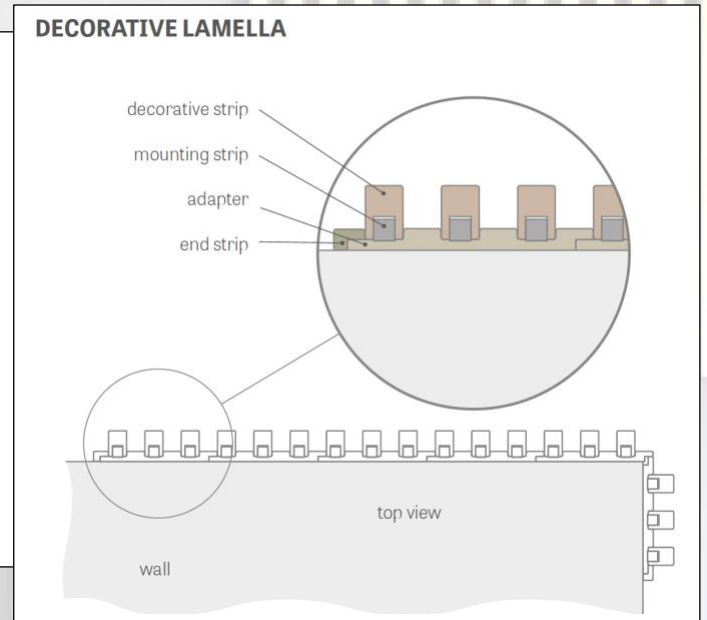 DECORATIVE LAMELLA
decorative strip
mounting strip
adapter
end strip
top view
wall